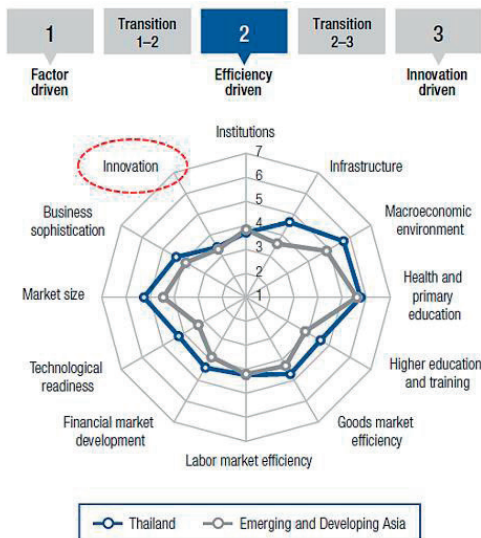 1
Transition
1–2
2
Transition
2–3
3
Factor
driven
Efficiency
driven
Innovation
driven
Institutions
Innovation
Infrastructure
Business
sophistication
Macroeconomic
environment
Market size
Health and
primary
education
Technological
readiness
Higher education
and training
Financial market
development
Goods market
efficiency
Labor market efficiency
7
6
5
4
3
2
1
Thailand
Emerging and Developing Asia